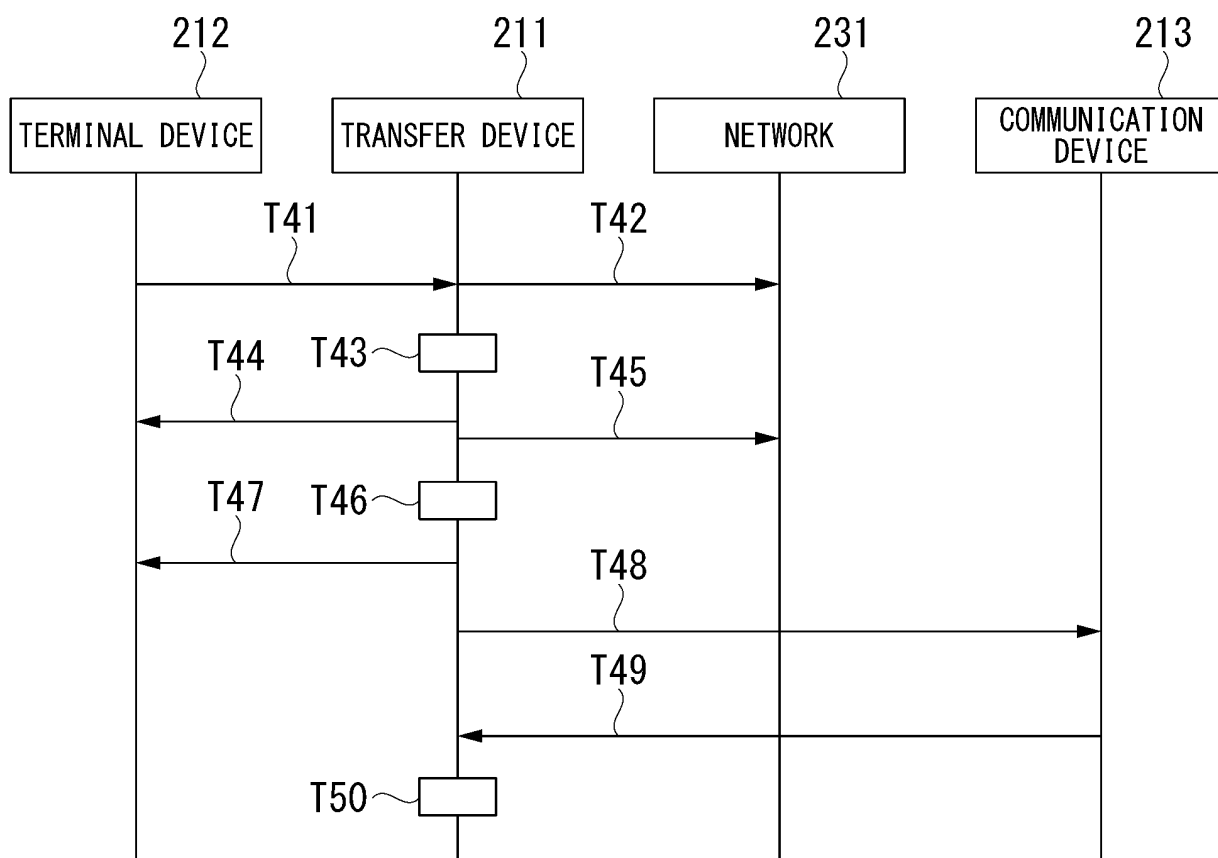 212
211
231
213
TERMINAL DEVICE
TRANSFER DEVICE
NETWORK
COMMUNICATION
DEVICE
T41
T42
T43
T44
T45
T46
T47
T48
T49
T50